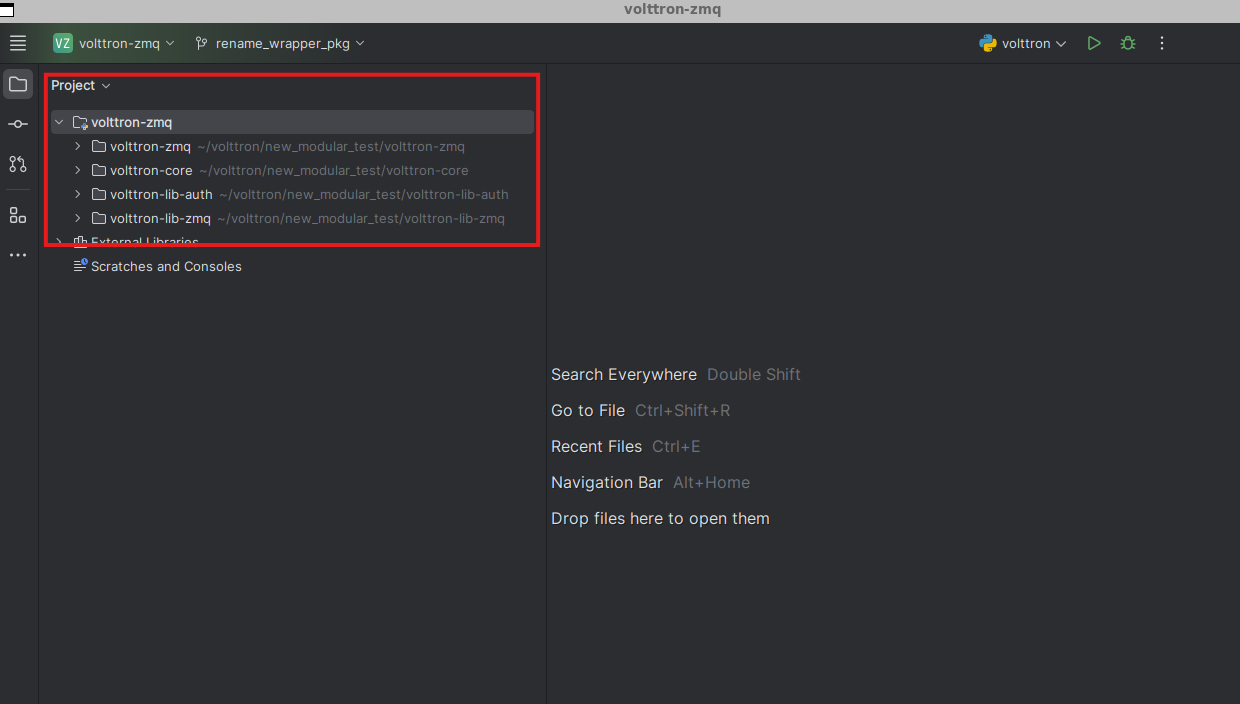 volttron-zmq
VZ volttron-zmq rename_wrapper_pkg volttron
Project
volttron-zmq
volttron-zmq ~/volttron/new_modular_test/volttron-zmq
volttron-core ~/volttron/new_modular_test/volttron-core
volttron-lib-auth ~/volttron/new_modular_test/volttron-lib-auth
volttron-lib-zmq ~/volttron/new_modular_test/volttron-lib-zmq
External Libraries
Scratches and Consoles
Search Everywhere Double Shift
Go to File Ctrl+Shift+R
Recent Files Ctrl+E
Navigation Bar Alt+Home
Drop files here to open them